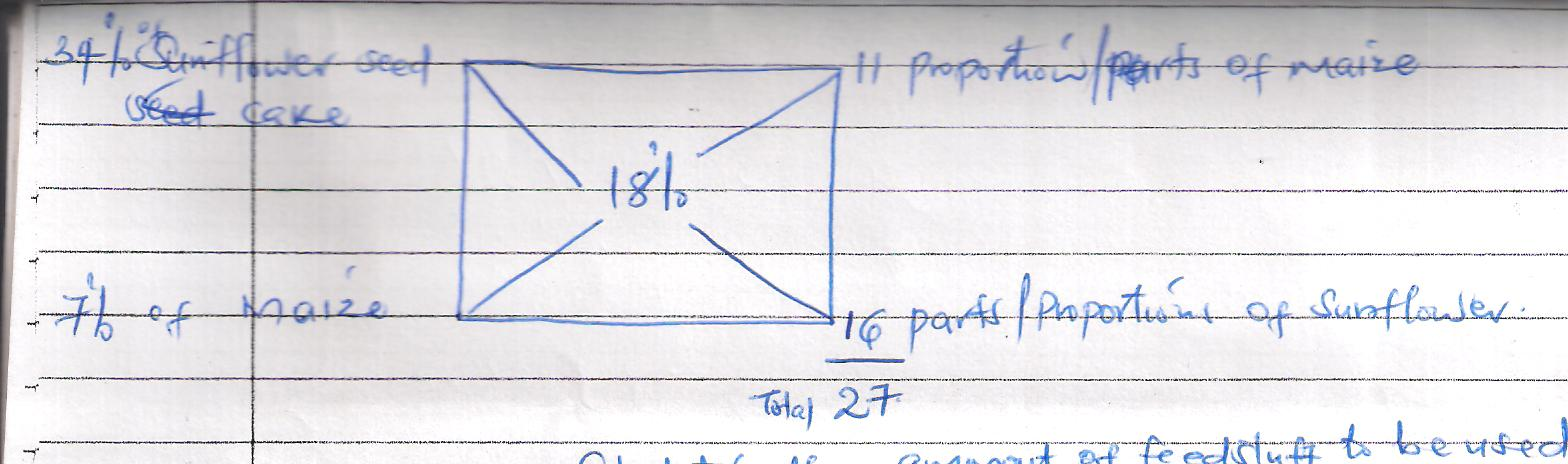 34% Sunflower seed 11 proportion/parts of maize
seed cake
18%
7% of Maize 16 parts/proportions of Sunflower.
Total 27
amount of feedstuff to be used